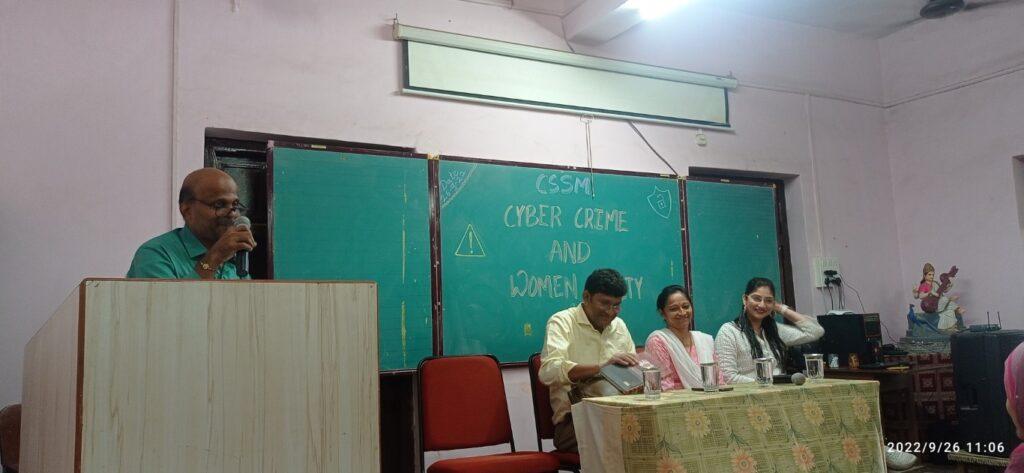 CSSM
CYBER CRIME
AND
WOMEN
2022/9/26 11:06